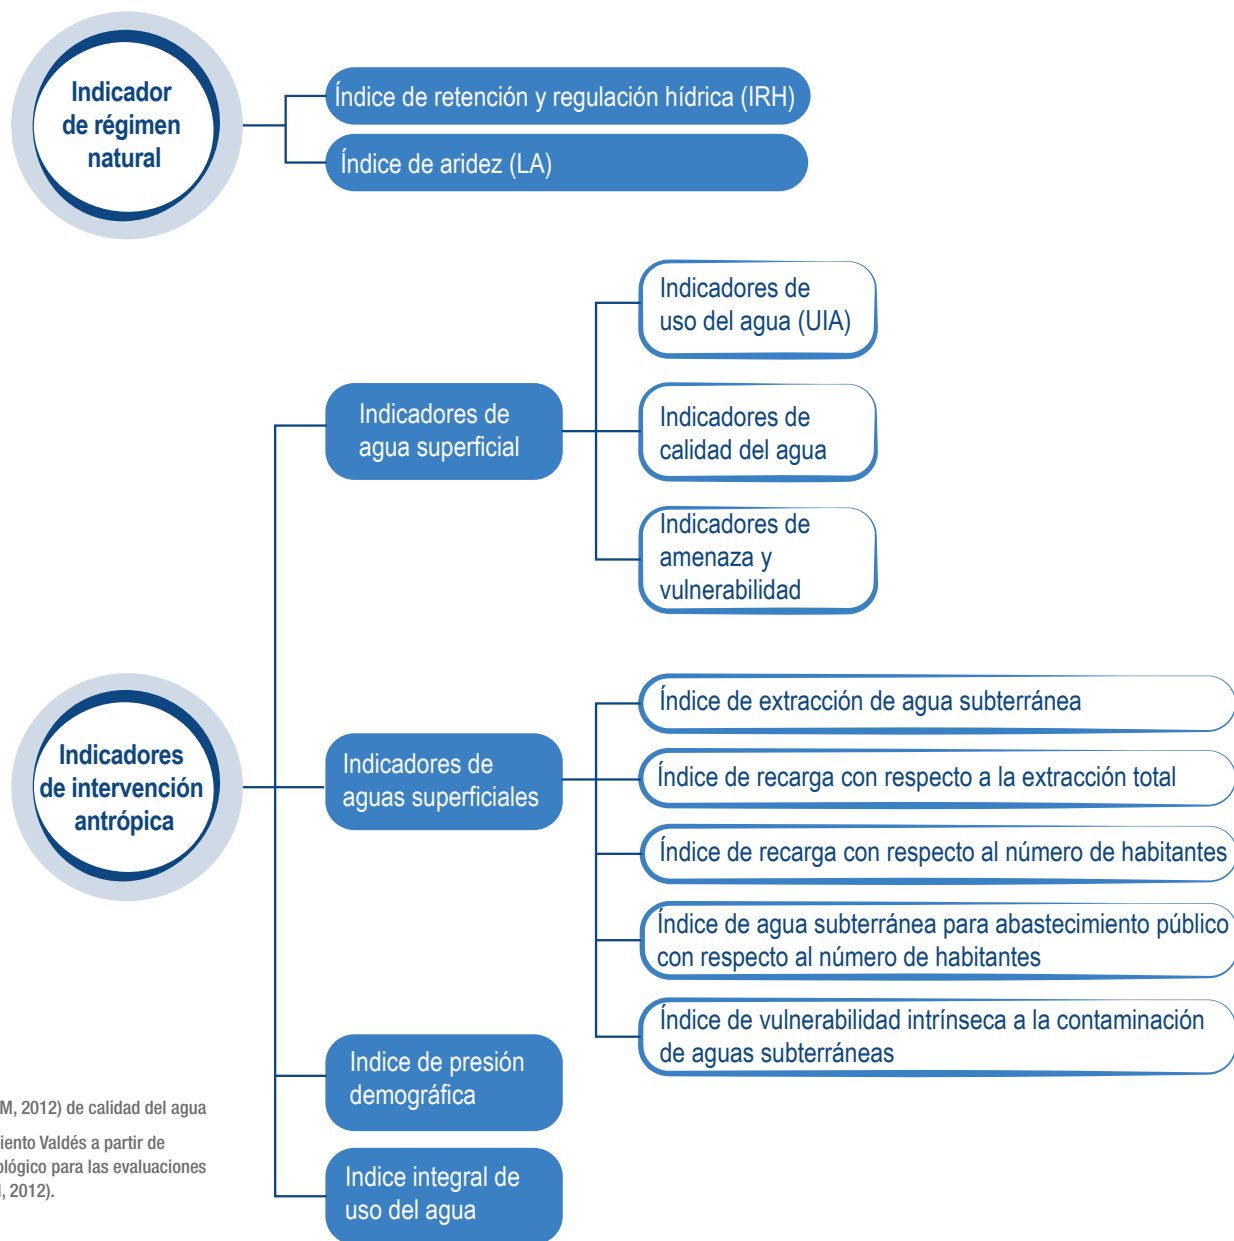 Indicador
de régimen
natural
Índice de retención y regulación hídrica (IRH)
Índice de aridez (LA)
Indicadores de
uso del agua (UIA)
Indicadores de
agua superficial
Indicadores de
calidad del agua
Indicadores de
amenaza y
vulnerabilidad
Indicadores
de intervención
antrópica
Indicadores de
aguas superficiales
Índice de extracción de agua subterránea
Índice de recarga con respecto a la extracción total
Índice de recarga con respecto al número de habitantes
Índice de agua subterránea para abastecimiento público
con respecto al número de habitantes
Índice de vulnerabilidad intrínseca a la contaminación
de aguas subterráneas
Indice de presión
demográfica
Indice integral de
uso del agua
M, 2012) de calidad del agua
iento Valdés a partir de
ológico para las evaluaciones
, 2012).